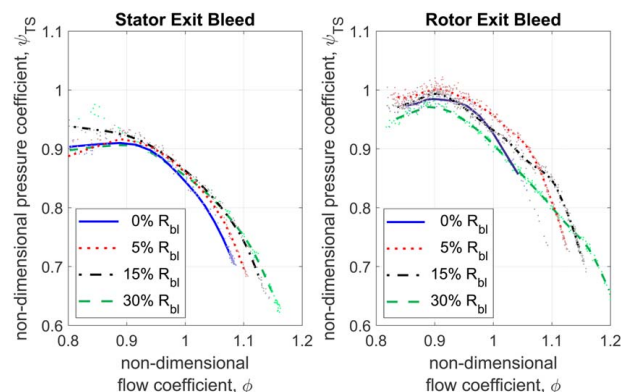 Stator Exit Bleed
non-dimensional pressure coefficient, ψTS
1.1
1
0.9
0.8
0.7
0.6
0% Rbl
5% Rbl
15% Rbl
30% Rbl
0.8 0.9 1 1.1 1.2
non-dimensional
flow coefficient, ϕ
Rotor Exit Bleed
non-dimensional pressure coefficient, ψTS
1.1
1
0.9
0.8
0.7
0.6
0% Rbl
5% Rbl
15% Rbl
30% Rbl
0.8 0.9 1 1.1 1.2
non-dimensional
flow coefficient, ϕ